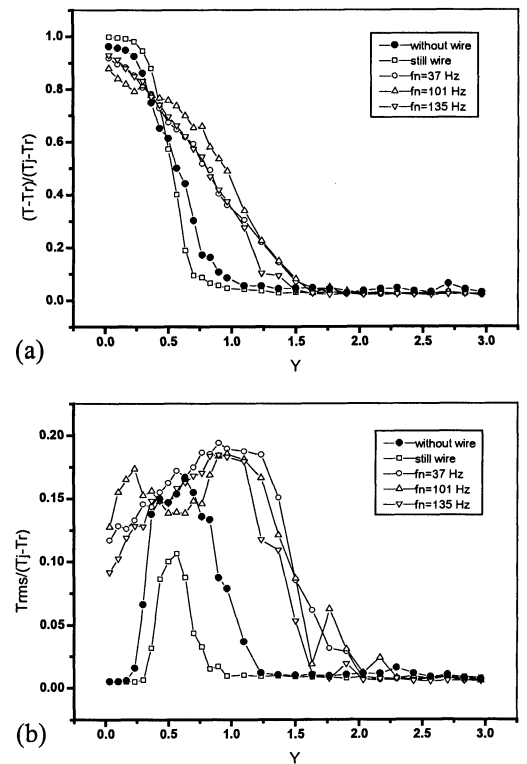 (a)
(T-Tr)/(Tj-Tr)
1.0
0.8
0.6
0.4
0.2
0.0
without wire
still wire
fn=37 Hz
fn=101 Hz
fn=135 Hz
0.0 0.5 1.0 1.5 2.0 2.5 3.0
Y
(b)
Trms/(Tj-Tr)
0.20
0.15
0.10
0.05
0.00
without wire
still wire
fn=37 Hz
fn=101 Hz
fn=135 Hz
0.0 0.5 1.0 1.5 2.0 2.5 3.0
Y